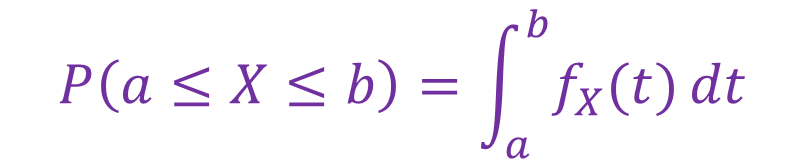 P(a ≤ X ≤ b) = ∫_a^b f_X(t) dt